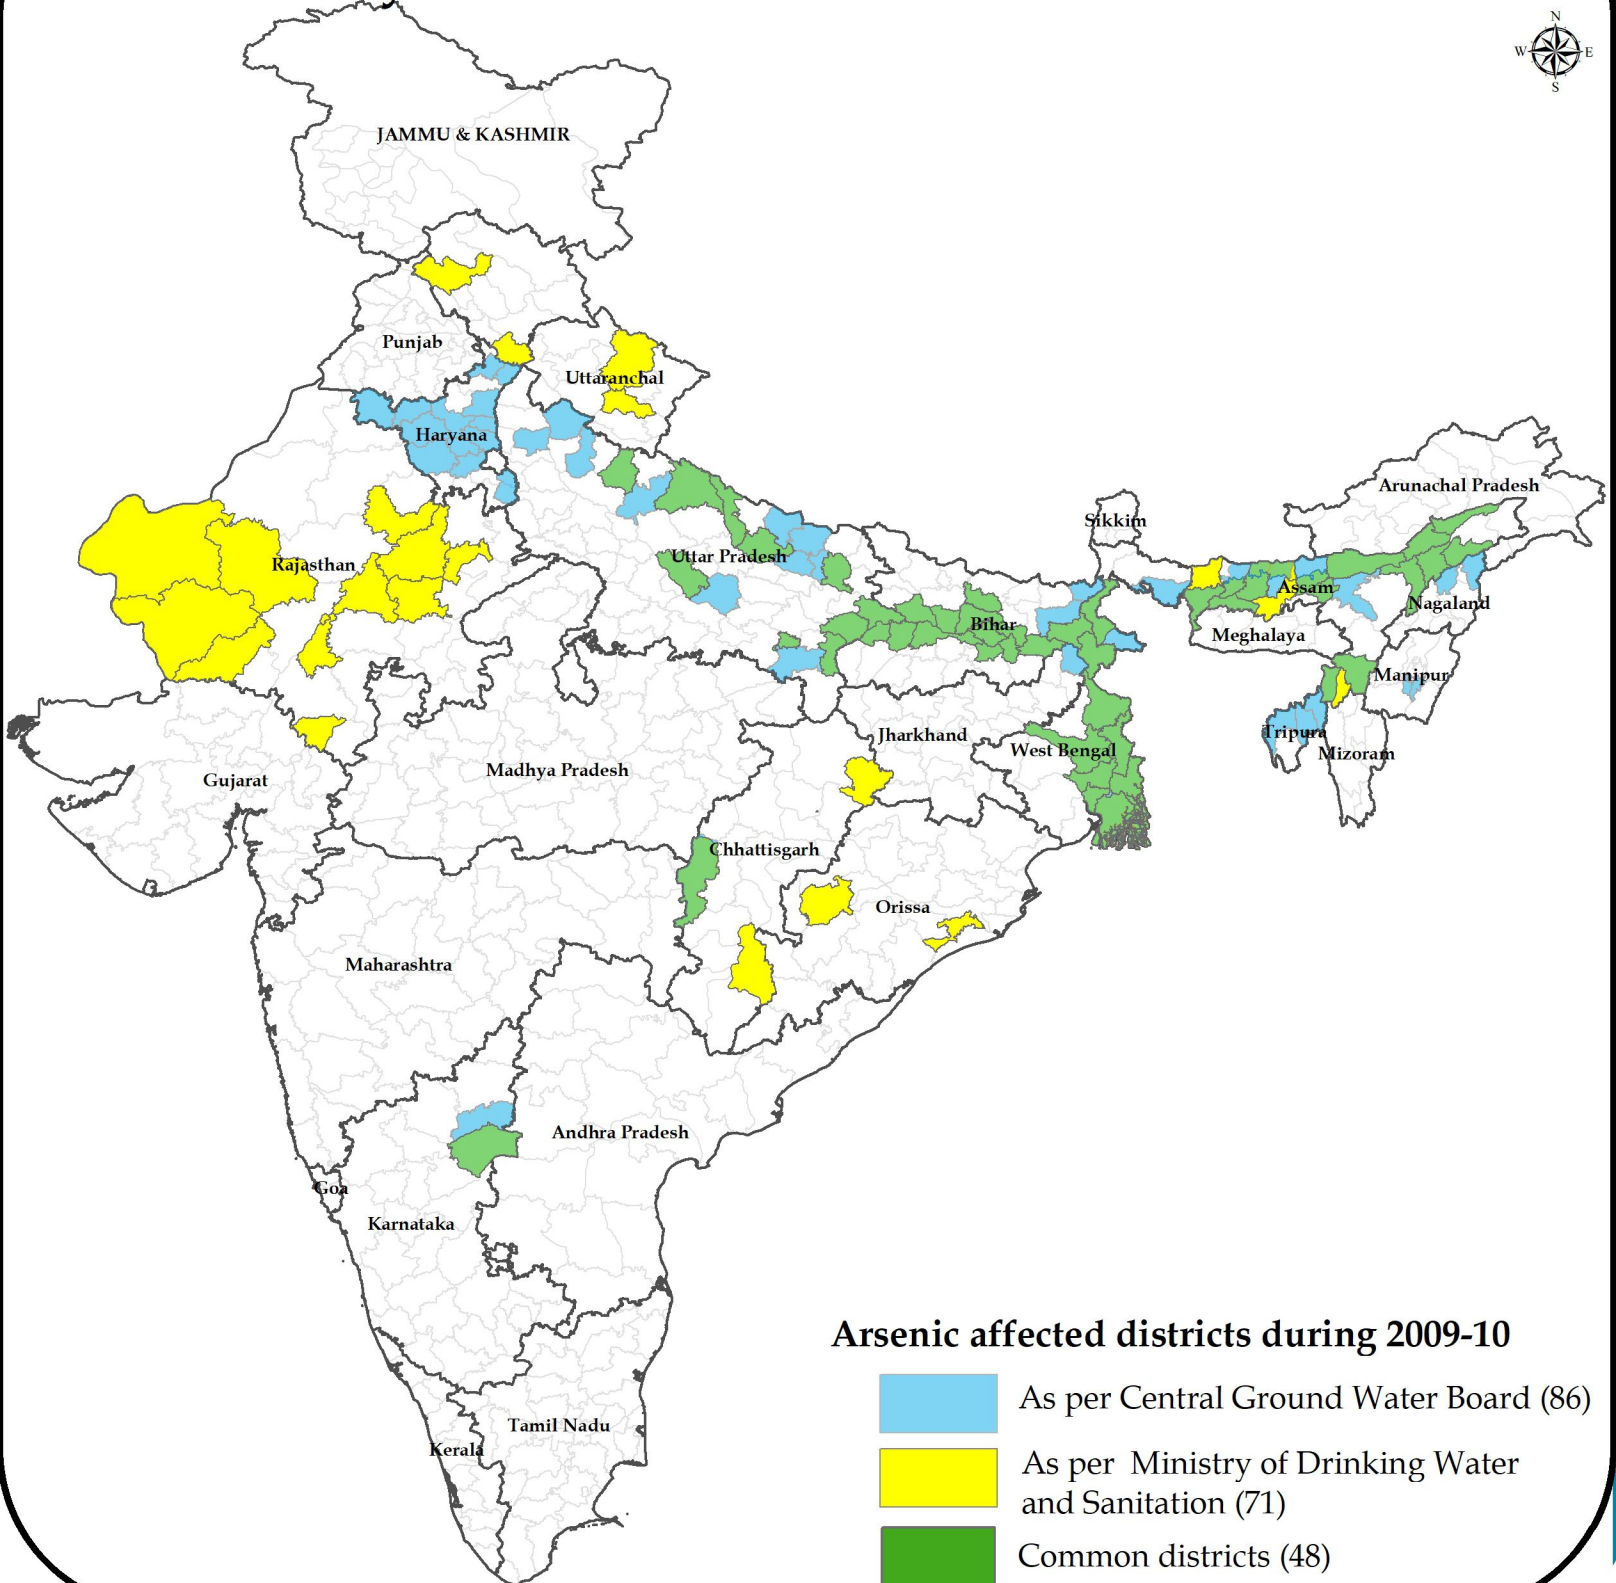 N
W E
S
JAMMU & KASHMIR
Punjab
Uttaranchal
Haryana
Arunachal Pradesh
Sikkim
Rajasthan
Uttar Pradesh
Assam
Nagaland
Bihar
Meghalaya
Manipur
Jharkhand
Tripura
West Bengal
Mizoram
Madhya Pradesh
Gujarat
Chhattisgarh
Orissa
Maharashtra
Andhra Pradesh
Goa
Karnataka
Tamil Nadu
Kerala
Arsenic affected districts during 2009-10
As per Central Ground Water Board (86)
As per Ministry of Drinking Water
and Sanitation (71)
Common districts (48)